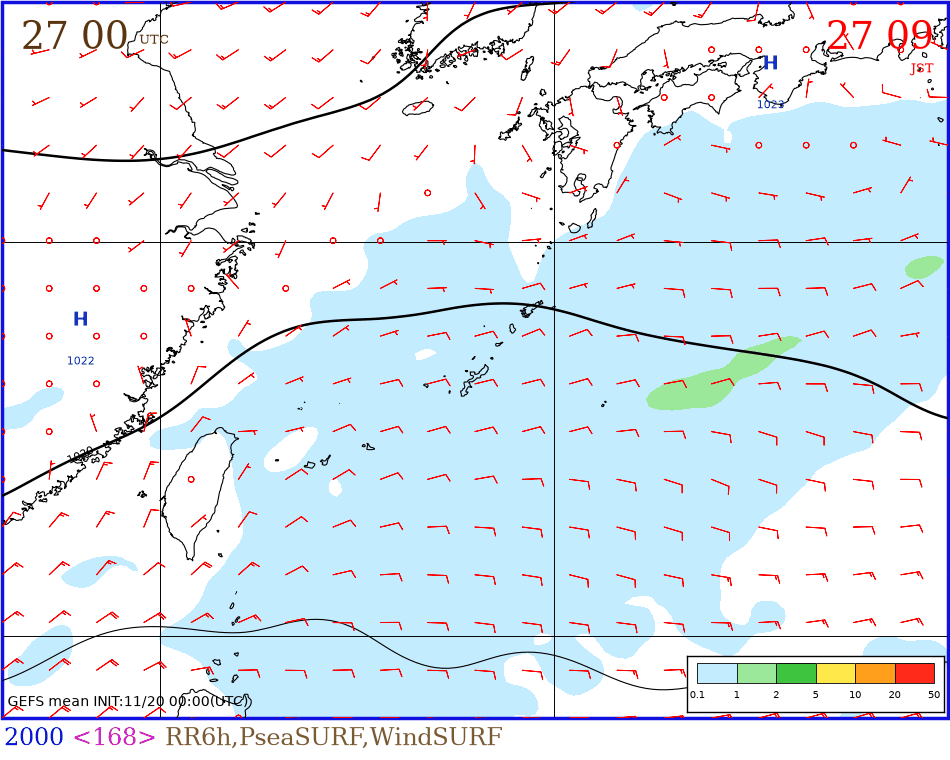 27 00 UTC
27 09 JST
H
1023
H
1022
1020
0.1 1 2 5 10 20 50
GEFS mean INIT:11/20 00:00(UTC)
2000 <168> RR6h,PseaSURF,WindSURF